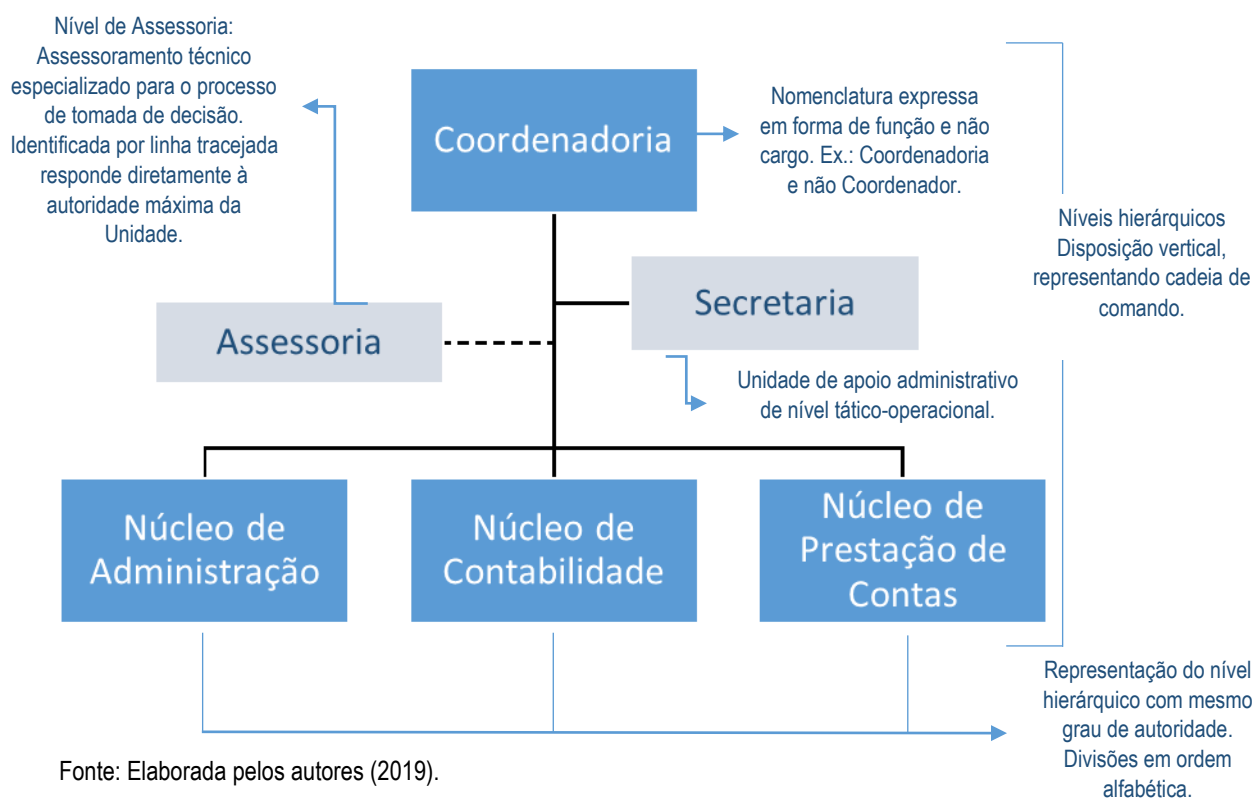 Nível de Assessoria:
Assessoramento técnico
especializado para o processo
de tomada de decisão.
Identificada por linha tracejada
responde diretamente à
autoridade máxima da
Unidade.
Coordenadoria
Nomenclatura expressa
em forma de função e não
cargo. Ex.: Coordenadoria
e não Coordenador.
Níveis hierárquicos
Disposição vertical,
representando cadeia de
comando.
Secretaria
Assessoria
Unidade de apoio administrativo
de nível tático-operacional.
Núcleo de
Administração
Núcleo de
Contabilidade
Núcleo de
Prestação de
Contas
Representação do nível
hierárquico com mesmo
grau de autoridade.
Divisões em ordem
alfabética.
Fonte: Elaborada pelos autores (2019).